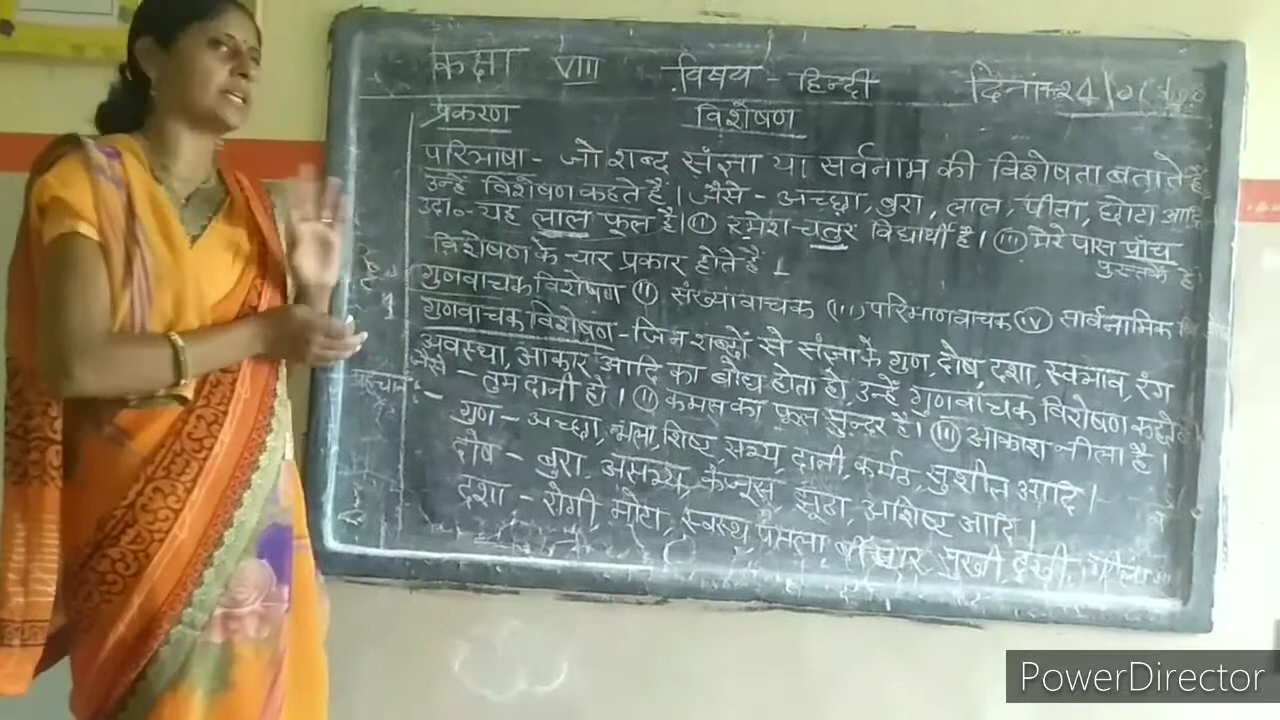 कक्षा VIII विषय - हिन्दी दिनांक 24
प्रकरण विशेषण
परिभाषा - जो शब्द संज्ञा या सर्वनाम की विशेषता बताते हैं
उन्हें विशेषण कहते हैं। जैसे - अच्छा, बुरा, लाल, पीला, छोटा आदि
उदा०- यह लाल फूल है। (ii) रमेश चतुर विद्यार्थी है। (iii) मेरे पास पाँच
पुस्तकें हैं।
विशेषण के चार प्रकार होते हैं।
गुणवाचक विशेषण (ii) संख्यावाचक (iii) परिमाणवाचक (iv) सार्वनामिक
गुणवाचक विशेषण - जिन शब्दों से संज्ञा के गुण, दोष, दशा, स्वभाव, रंग
अवस्था, आकार आदि का बोध होता हो, उन्हें गुणवाचक विशेषण कहते
जैसे - तुम दानी हो। (ii) कमल का फूल सुन्दर है। (iii) आकाश नीला है।
पहचान
गुण - अच्छा, भला, शिष्ट सभ्य, दानी, कर्मठ, सुशील आदि।
दोष - बुरा, असभ्य, कंजूस, झूठा, अशिष्ट आदि।
दशा - रोगी, मोटा, स्वस्थ पतला बीमार, सुखी, दुखी,
PowerDirector